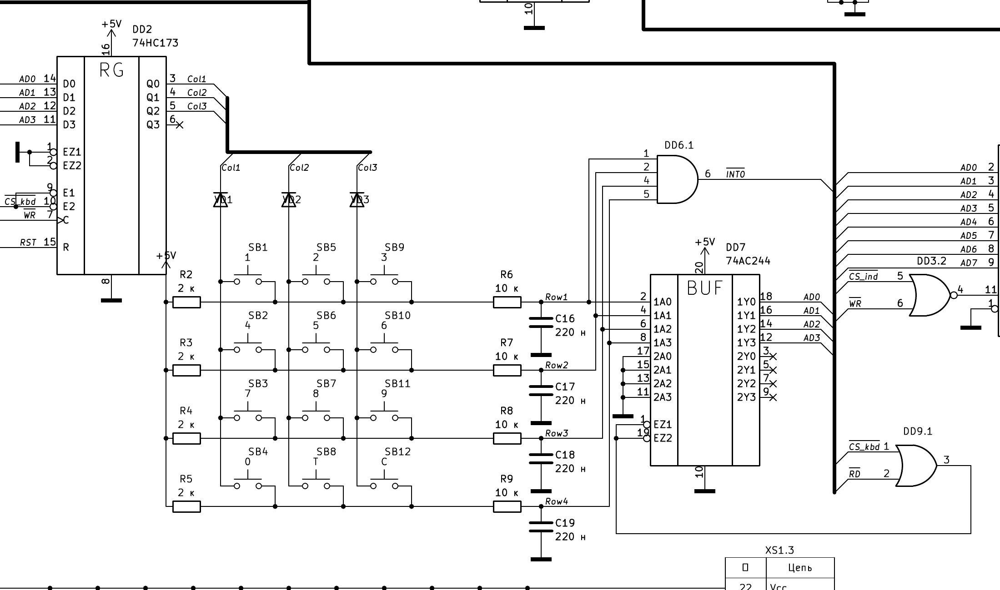 10
+5V
DD2
74HC173
16
RG
AD0 14 D0
AD1 13 D1
AD2 12 D2
AD3 11 D3
1 EZ1
2 EZ2
9 E1
CS_kbd 10 E2
WR 7 C
RST 15 R
8
Q0 3 Col1
Q1 4 Col2
Q2 5 Col3
Q3 6
Col1
Col2
Col3
VD1
VD2
VD3
+5V
R2
2 к
R3
2 к
R4
2 к
R5
2 к
SB1
1
SB5
2
SB9
3
SB2
4
SB6
5
SB10
6
SB3
7
SB7
8
SB11
9
SB4
0
SB8
T
SB12
C
R6
10 к
R7
10 к
R8
10 к
R9
10 к
Row1
C16
220 н
Row2
C17
220 н
Row3
C18
220 н
Row4
C19
220 н
DD6.1
1
2
4
5
6 INT0
+5V
DD7
74AC244
20
BUF
2 1A0
4 1A1
6 1A2
8 1A3
17 2A0
15 2A1
13 2A2
11 2A3
1 EZ1
19 EZ2
10
1Y0 18 AD0
1Y1 16 AD1
1Y2 14 AD2
1Y3 12 AD3
2Y0 3
2Y1 5
2Y2 7
2Y3 9
AD0 2
AD1 3
AD2 4
AD3 5
AD4 6
AD5 7
AD6 8
AD7 9
DD3.2
CS_ind 5
WR 6
4
11
1
DD9.1
CS_kbd 1
RD 2
3
XS1.3
Цепь
22 Vcc